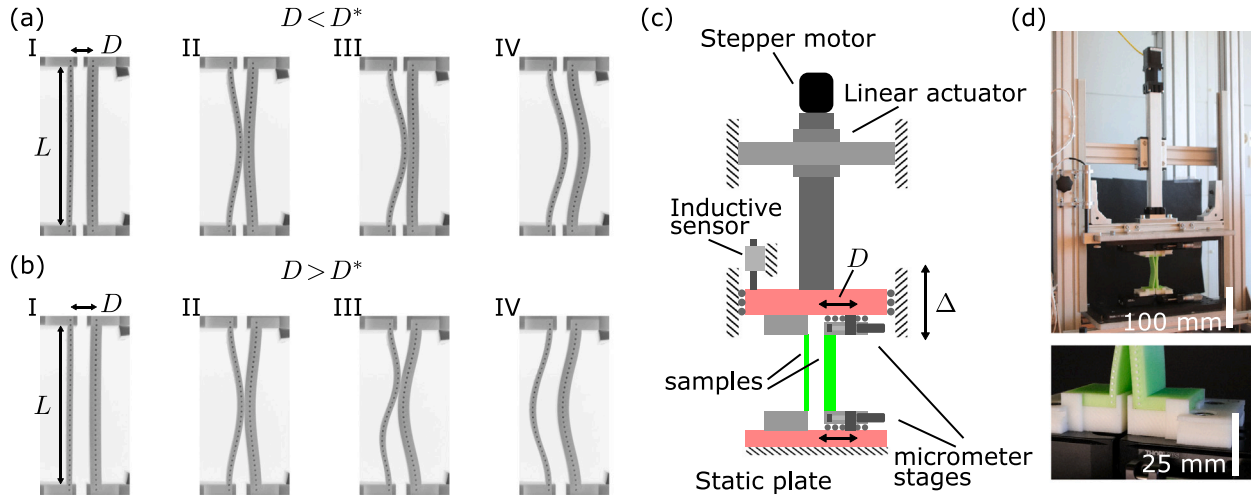 (a)
D < D*
I
D
II
III
IV
L
(b)
D > D*
I
D
II
III
IV
L
(c)
Stepper motor
Linear actuator
Inductive
sensor
D
Δ
samples
micrometer
stages
Static plate
(d)
100 mm
25 mm